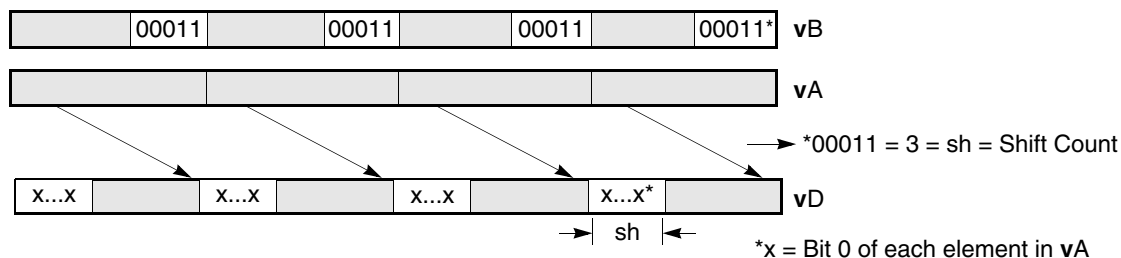 00011 00011 00011 00011* vB
vA
*00011 = 3 = sh = Shift Count
x...x x...x x...x x...x* vD
sh
*x = Bit 0 of each element in vA